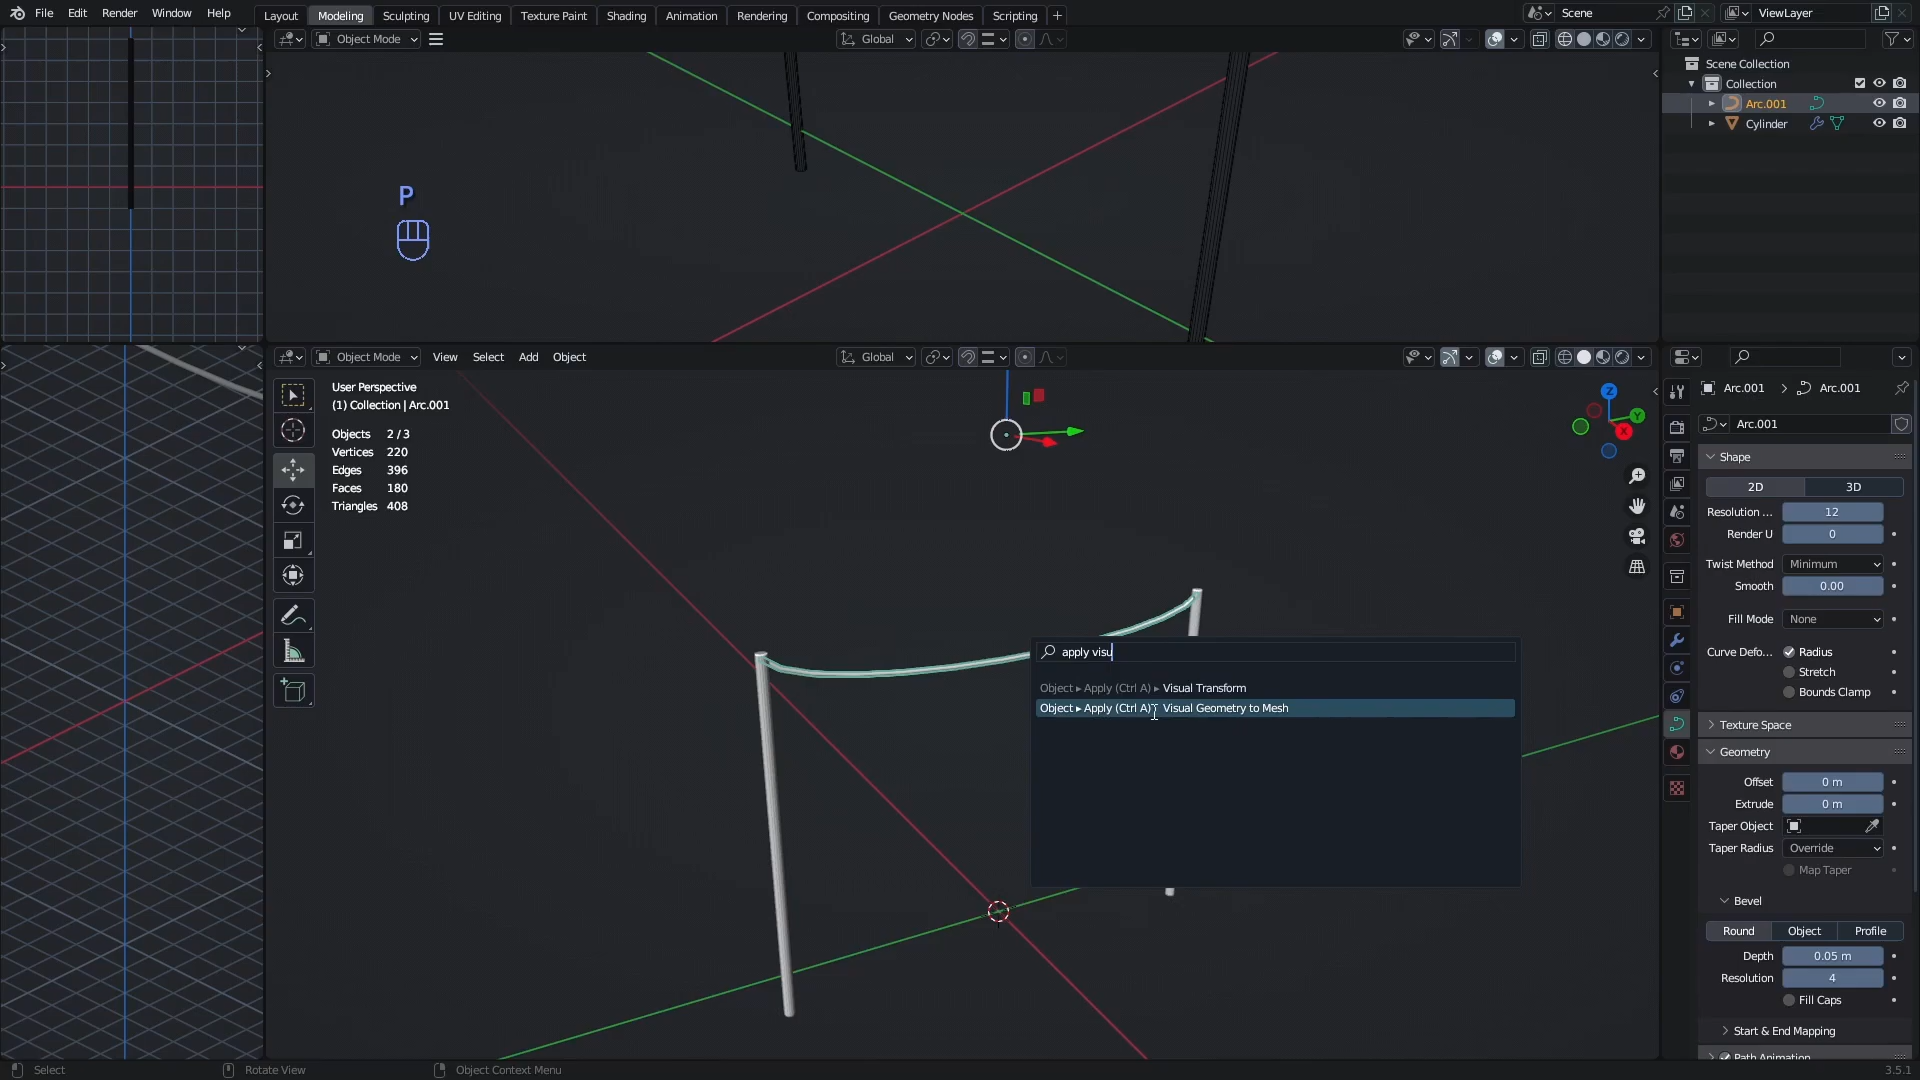 File Edit Render Window Help Layout Modeling Sculpting UV Editing Texture Paint Shading Animation Rendering Compositing Geometry Nodes Scripting + Scene ViewLayer
Object Mode Global
Scene Collection
Collection
Arc.001
Cylinder
P
Object Mode View Select Add Object Global
User Perspective
(1) Collection | Arc.001
Objects 2 / 3
Vertices 220
Edges 396
Faces 180
Triangles 408
Z
Y
X
apply visu
Object ▸ Apply (Ctrl A) ▸ Visual Transform
Object ▸ Apply (Ctrl A) Visual Geometry to Mesh
Arc.001 > Arc.001
Arc.001
Shape
2D 3D
Resolution ... 12
Render U 0
Twist Method Minimum
Smooth 0.00
Fill Mode None
Curve Defo... Radius
Stretch
Bounds Clamp
Texture Space
Geometry
Offset 0 m
Extrude 0 m
Taper Object
Taper Radius Override
Map Taper
Bevel
Round Object Profile
Depth 0.05 m
Resolution 4
Fill Caps
Start & End Mapping
Path Animation
Select Rotate View Object Context Menu 3.5.1